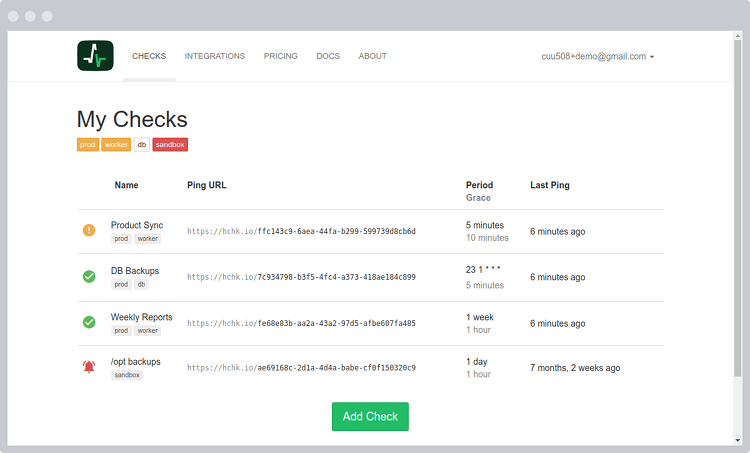 CHECKS INTEGRATIONS PRICING DOCS ABOUT cuu508+demo@gmail.com
My Checks
prod worker db sandbox
Name Ping URL Period Last Ping
Grace
Product Sync https://hchk.io/ffc143c9-6aea-44fa-b299-599739d8cb6d 5 minutes 6 minutes ago
prod worker 10 minutes
DB Backups https://hchk.io/7c934798-b3f5-4fc4-a373-418ae184c899 23 1 * * * 6 minutes ago
prod db 5 minutes
Weekly Reports https://hchk.io/fe68e83b-aa2a-43a2-97d5-afbe607fa485 1 week 6 minutes ago
prod worker 1 hour
/opt backups https://hchk.io/ae69168c-2d1a-4d4a-babe-cf0f150320c9 1 day 7 months, 2 weeks ago
sandbox 1 hour
Add Check